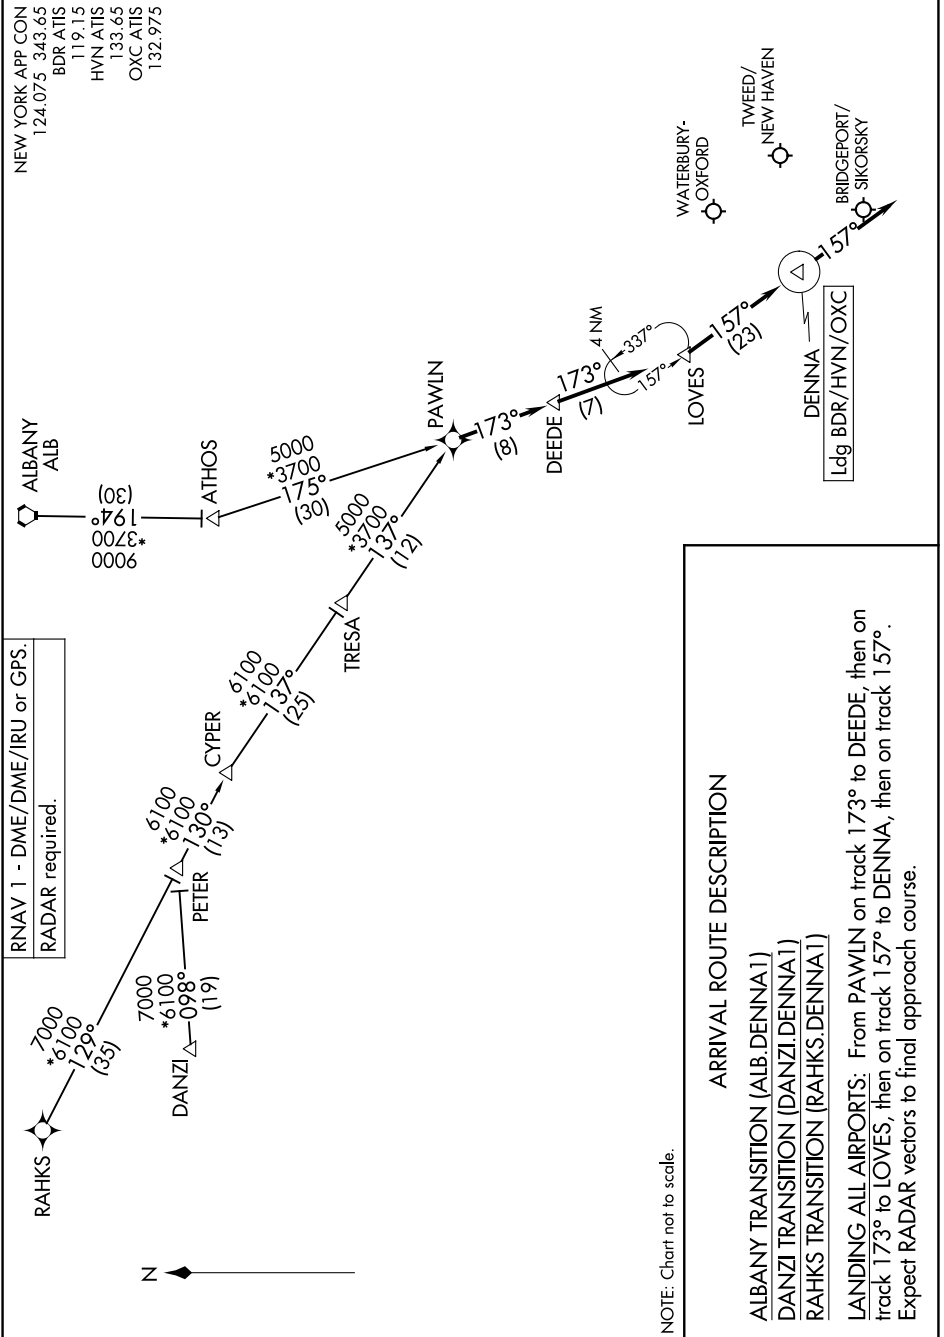 NEW YORK APP CON
124.075 343.65
BDR ATIS
119.15
HVN ATIS
133.65
OXC ATIS
132.975
RNAV 1 - DME/DME/IRU or GPS.
RADAR required.
ALBANY
ALB
9000
*3700
194°
(30)
ATHOS
5000
*3700
175°
(30)
RAHKS
7000
*6100
129°
(35)
DANZI
7000
*6100
098°
(19)
PETER
6100
*6100
130°
(13)
CYPER
6100
*6100
137°
(25)
TRESA
5000
*3700
137°
(12)
PAWLN
173°
(8)
DEEDE
173°
(7)
4 NM
337°
157°
LOVES
157°
(23)
DENNA
Ldg BDR/HVN/OXC
157°
WATERBURY-
OXFORD
TWEED/
NEW HAVEN
BRIDGEPORT/
SIKORSKY
N
NOTE: Chart not to scale.
ARRIVAL ROUTE DESCRIPTION
ALBANY TRANSITION (ALB.DENNA1)
DANZI TRANSITION (DANZI.DENNA1)
RAHKS TRANSITION (RAHKS.DENNA1)
LANDING ALL AIRPORTS: From PAWLN on track 173° to DEEDE, then on
track 173° to LOVES, then on track 157° to DENNA, then on track 157°.
Expect RADAR vectors to final approach course.